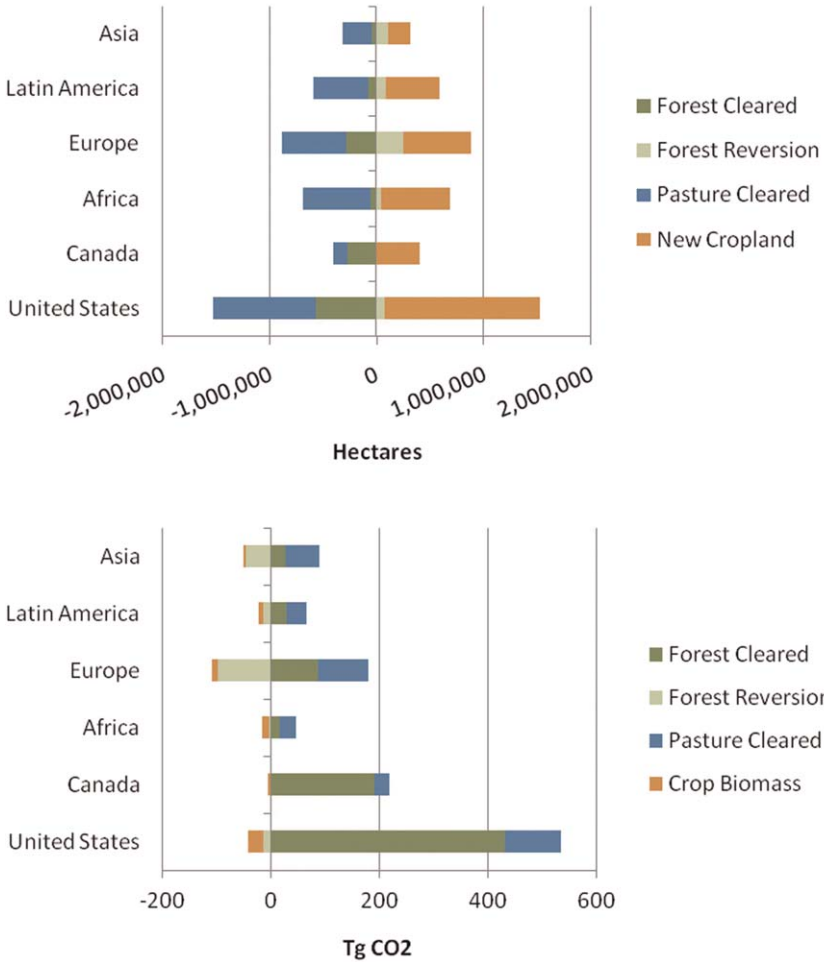 Asia
Latin America
Europe
Africa
Canada
United States
-2,000,000
-1,000,000
0
1,000,000
2,000,000
Hectares
Forest Cleared
Forest Reversion
Pasture Cleared
New Cropland
Asia
Latin America
Europe
Africa
Canada
United States
-200
0
200
400
600
Tg CO2
Forest Cleared
Forest Reversion
Pasture Cleared
Crop Biomass